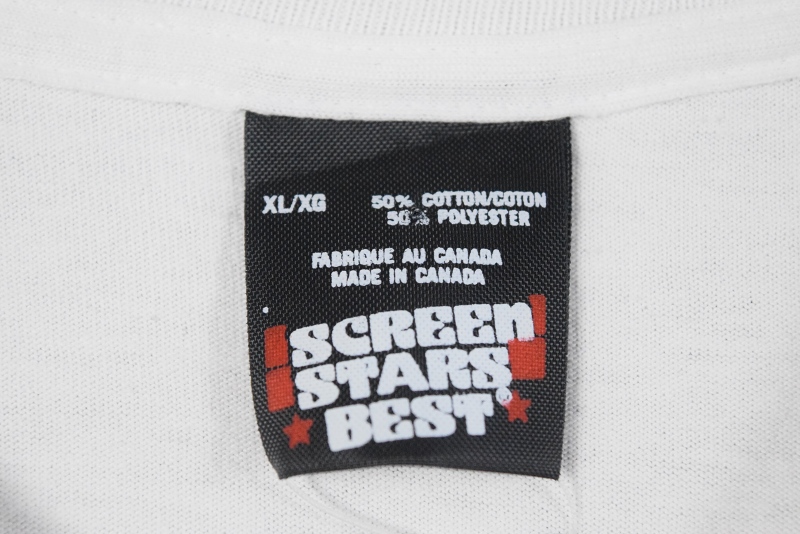 XL/XG
50% COTTON/COTON
50% POLYESTER
FABRIQUE AU CANADA
MADE IN CANADA
SCREEN
STARS
BEST®